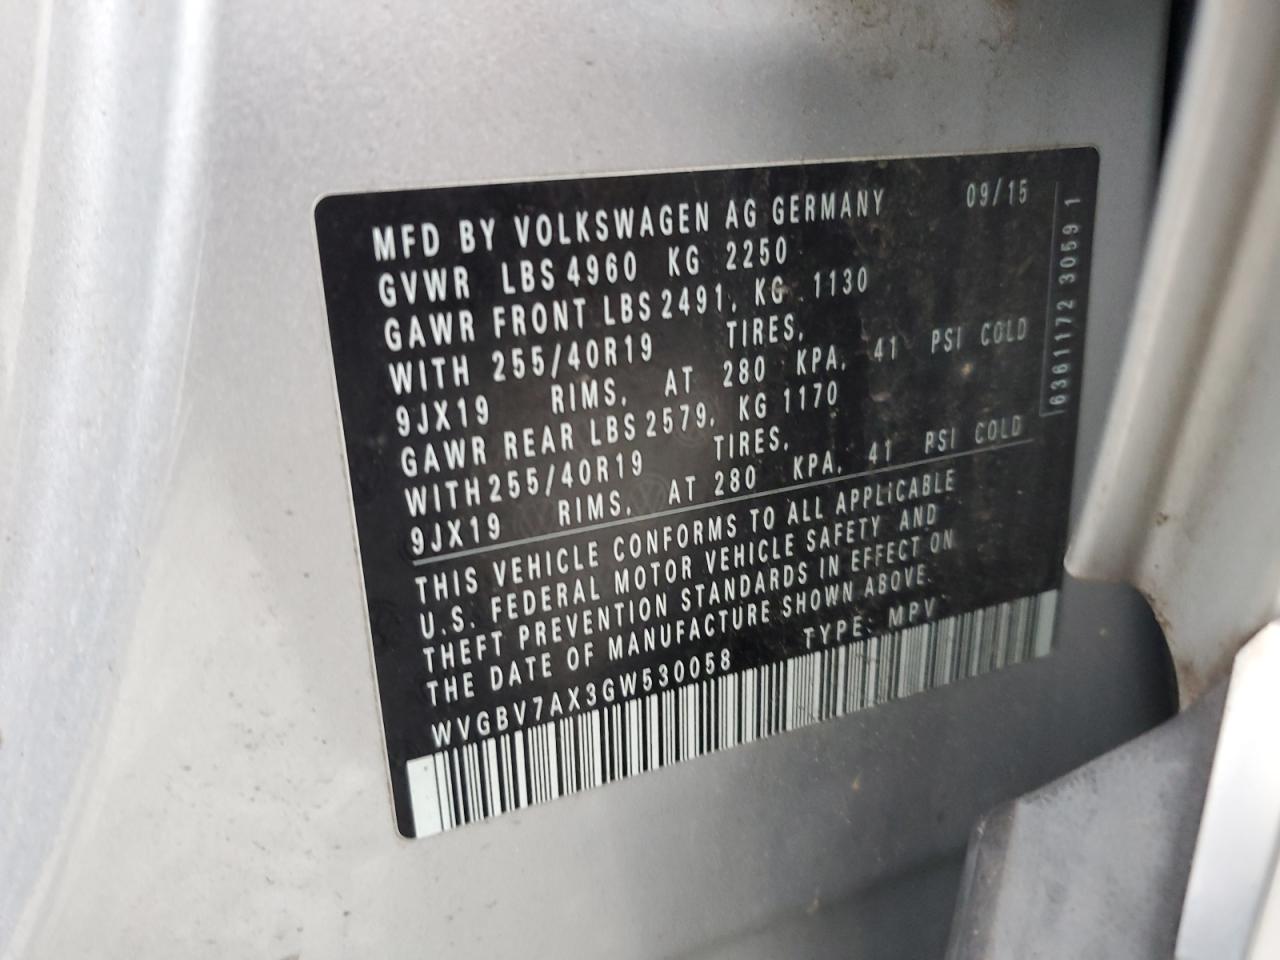 MFD BY VOLKSWAGEN AG GERMANY 09/15
GVWR LBS 4960 KG 2250
GAWR FRONT LBS 2491, KG 1130
WITH 255/40R19 TIRES,
9JX19 RIMS, AT 280 KPA, 41 PSI COLD
GAWR REAR LBS 2579, KG 1170
WITH 255/40R19 TIRES,
9JX19 RIMS, AT 280 KPA, 41 PSI COLD
THIS VEHICLE CONFORMS TO ALL APPLICABLE
U.S. FEDERAL MOTOR VEHICLE SAFETY AND
THEFT PREVENTION STANDARDS IN EFFECT ON
THE DATE OF MANUFACTURE SHOWN ABOVE.
WVGBV7AX3GW530058 TYPE: MPV
6361172 3059 1